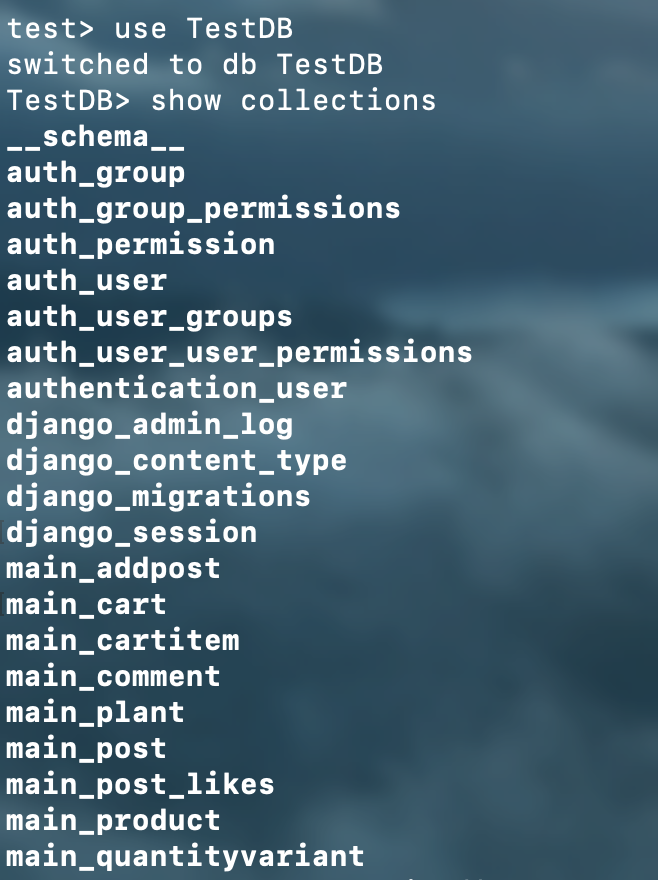 test> use TestDB
switched to db TestDB
TestDB> show collections
__schema__
auth_group
auth_group_permissions
auth_permission
auth_user
auth_user_groups
auth_user_user_permissions
authentication_user
django_admin_log
django_content_type
django_migrations
django_session
main_addpost
main_cart
main_cartitem
main_comment
main_plant
main_post
main_post_likes
main_product
main_quantityvariant